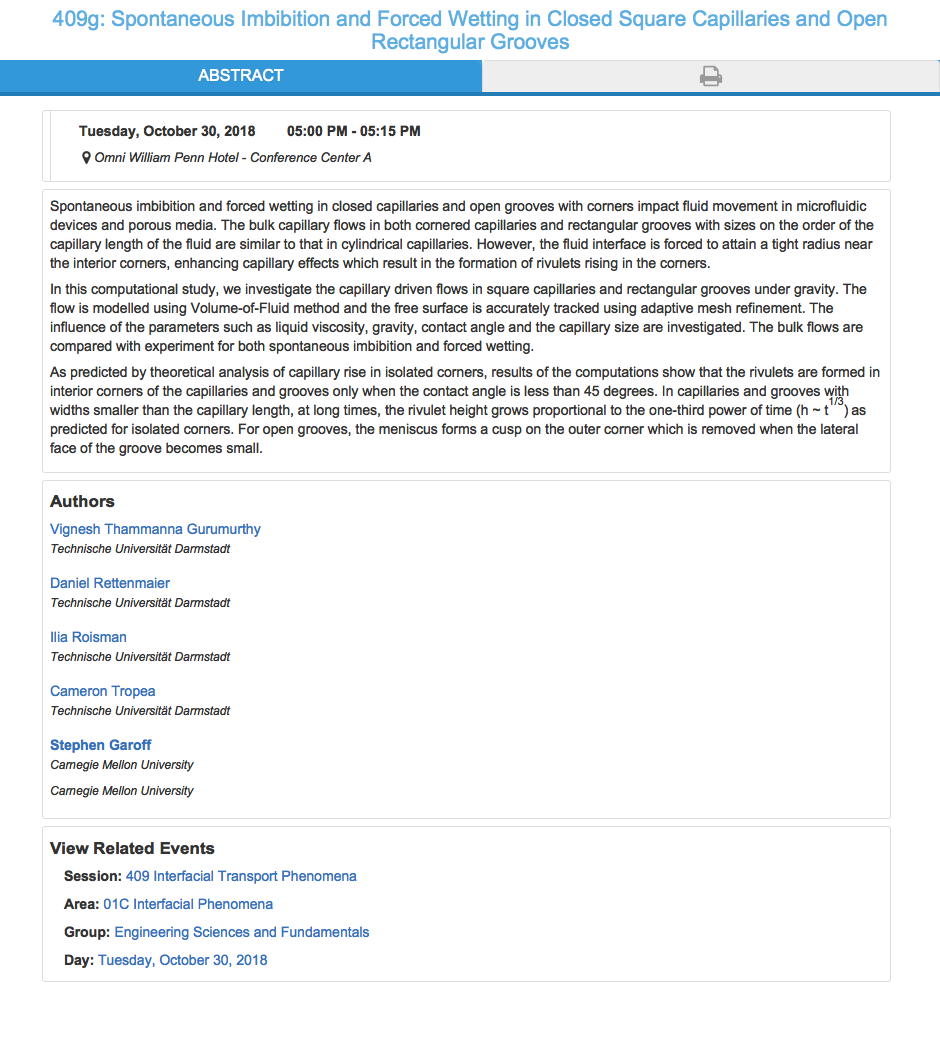 409g: Spontaneous Imbibition and Forced Wetting in Closed Square Capillaries and Open
Rectangular Grooves
ABSTRACT
Tuesday, October 30, 2018 05:00 PM - 05:15 PM
Omni William Penn Hotel - Conference Center A
Spontaneous imbibition and forced wetting in closed capillaries and open grooves with corners impact fluid movement in microfluidic
devices and porous media. The bulk capillary flows in both cornered capillaries and rectangular grooves with sizes on the order of the
capillary length of the fluid are similar to that in cylindrical capillaries. However, the fluid interface is forced to attain a tight radius near
the interior corners, enhancing capillary effects which result in the formation of rivulets rising in the corners.
In this computational study, we investigate the capillary driven flows in square capillaries and rectangular grooves under gravity. The
flow is modelled using Volume-of-Fluid method and the free surface is accurately tracked using adaptive mesh refinement. The
influence of the parameters such as liquid viscosity, gravity, contact angle and the capillary size are investigated. The bulk flows are
compared with experiment for both spontaneous imbibition and forced wetting.
As predicted by theoretical analysis of capillary rise in isolated corners, results of the computations show that the rivulets are formed in
interior corners of the capillaries and grooves only when the contact angle is less than 45 degrees. In capillaries and grooves with
widths smaller than the capillary length, at long times, the rivulet height grows proportional to the one-third power of time (h ~ t1/3) as
predicted for isolated corners. For open grooves, the meniscus forms a cusp on the outer corner which is removed when the lateral
face of the groove becomes small.
Authors
Vignesh Thammanna Gurumurthy
Technische Universität Darmstadt
Daniel Rettenmaier
Technische Universität Darmstadt
Ilia Roisman
Technische Universität Darmstadt
Cameron Tropea
Technische Universität Darmstadt
Stephen Garoff
Carnegie Mellon University
Carnegie Mellon University
View Related Events
Session: 409 Interfacial Transport Phenomena
Area: 01C Interfacial Phenomena
Group: Engineering Sciences and Fundamentals
Day: Tuesday, October 30, 2018